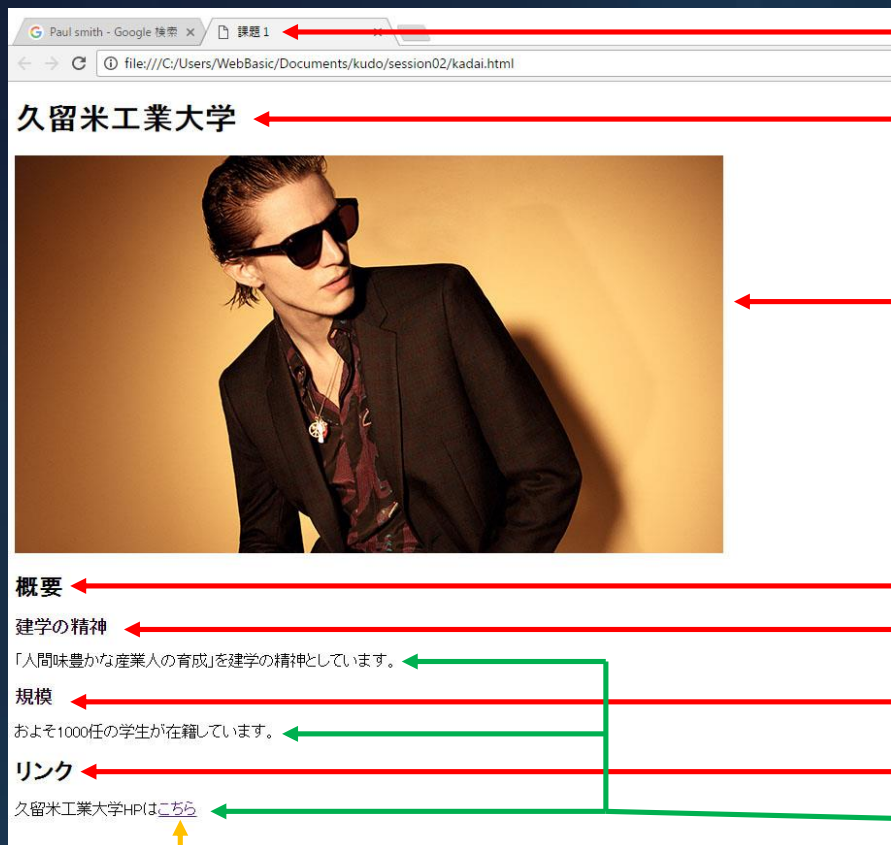 Paul smith - Google 検索
課題1
file:///C:/Users/WebBasic/Documents/kudo/session02/kadai.html
久留米工業大学
概要
建学の精神
「人間味豊かな産業人の育成」を建学の精神としています。
規模
およそ1000任の学生が在籍しています。
リンク
久留米工業大学HPはこちら